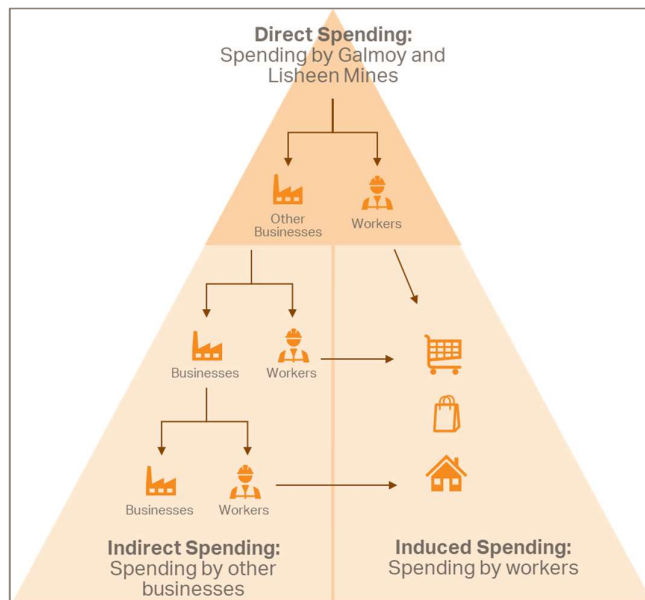 Direct Spending:
Spending by Galmoy and
Lisheen Mines
Other
Businesses
Workers
Businesses
Workers
Businesses
Workers
Indirect Spending:
Spending by other
businesses
Induced Spending:
Spending by workers